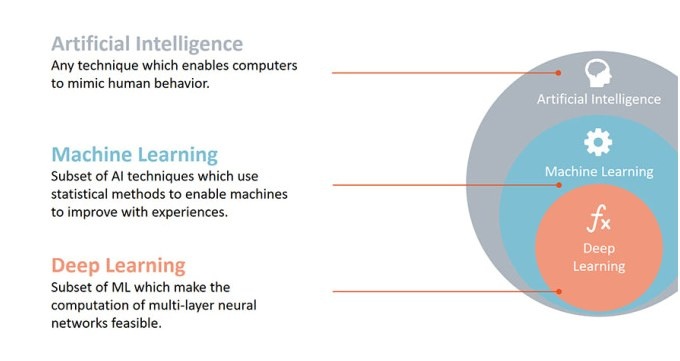 Artificial Intelligence
Any technique which enables computers
to mimic human behavior.
Machine Learning
Subset of AI techniques which use
statistical methods to enable machines
to improve with experiences.
Deep Learning
Subset of ML which make the
computation of multi-layer neural
networks feasible.
Artificial Intelligence
Machine Learning
fx
Deep
Learning